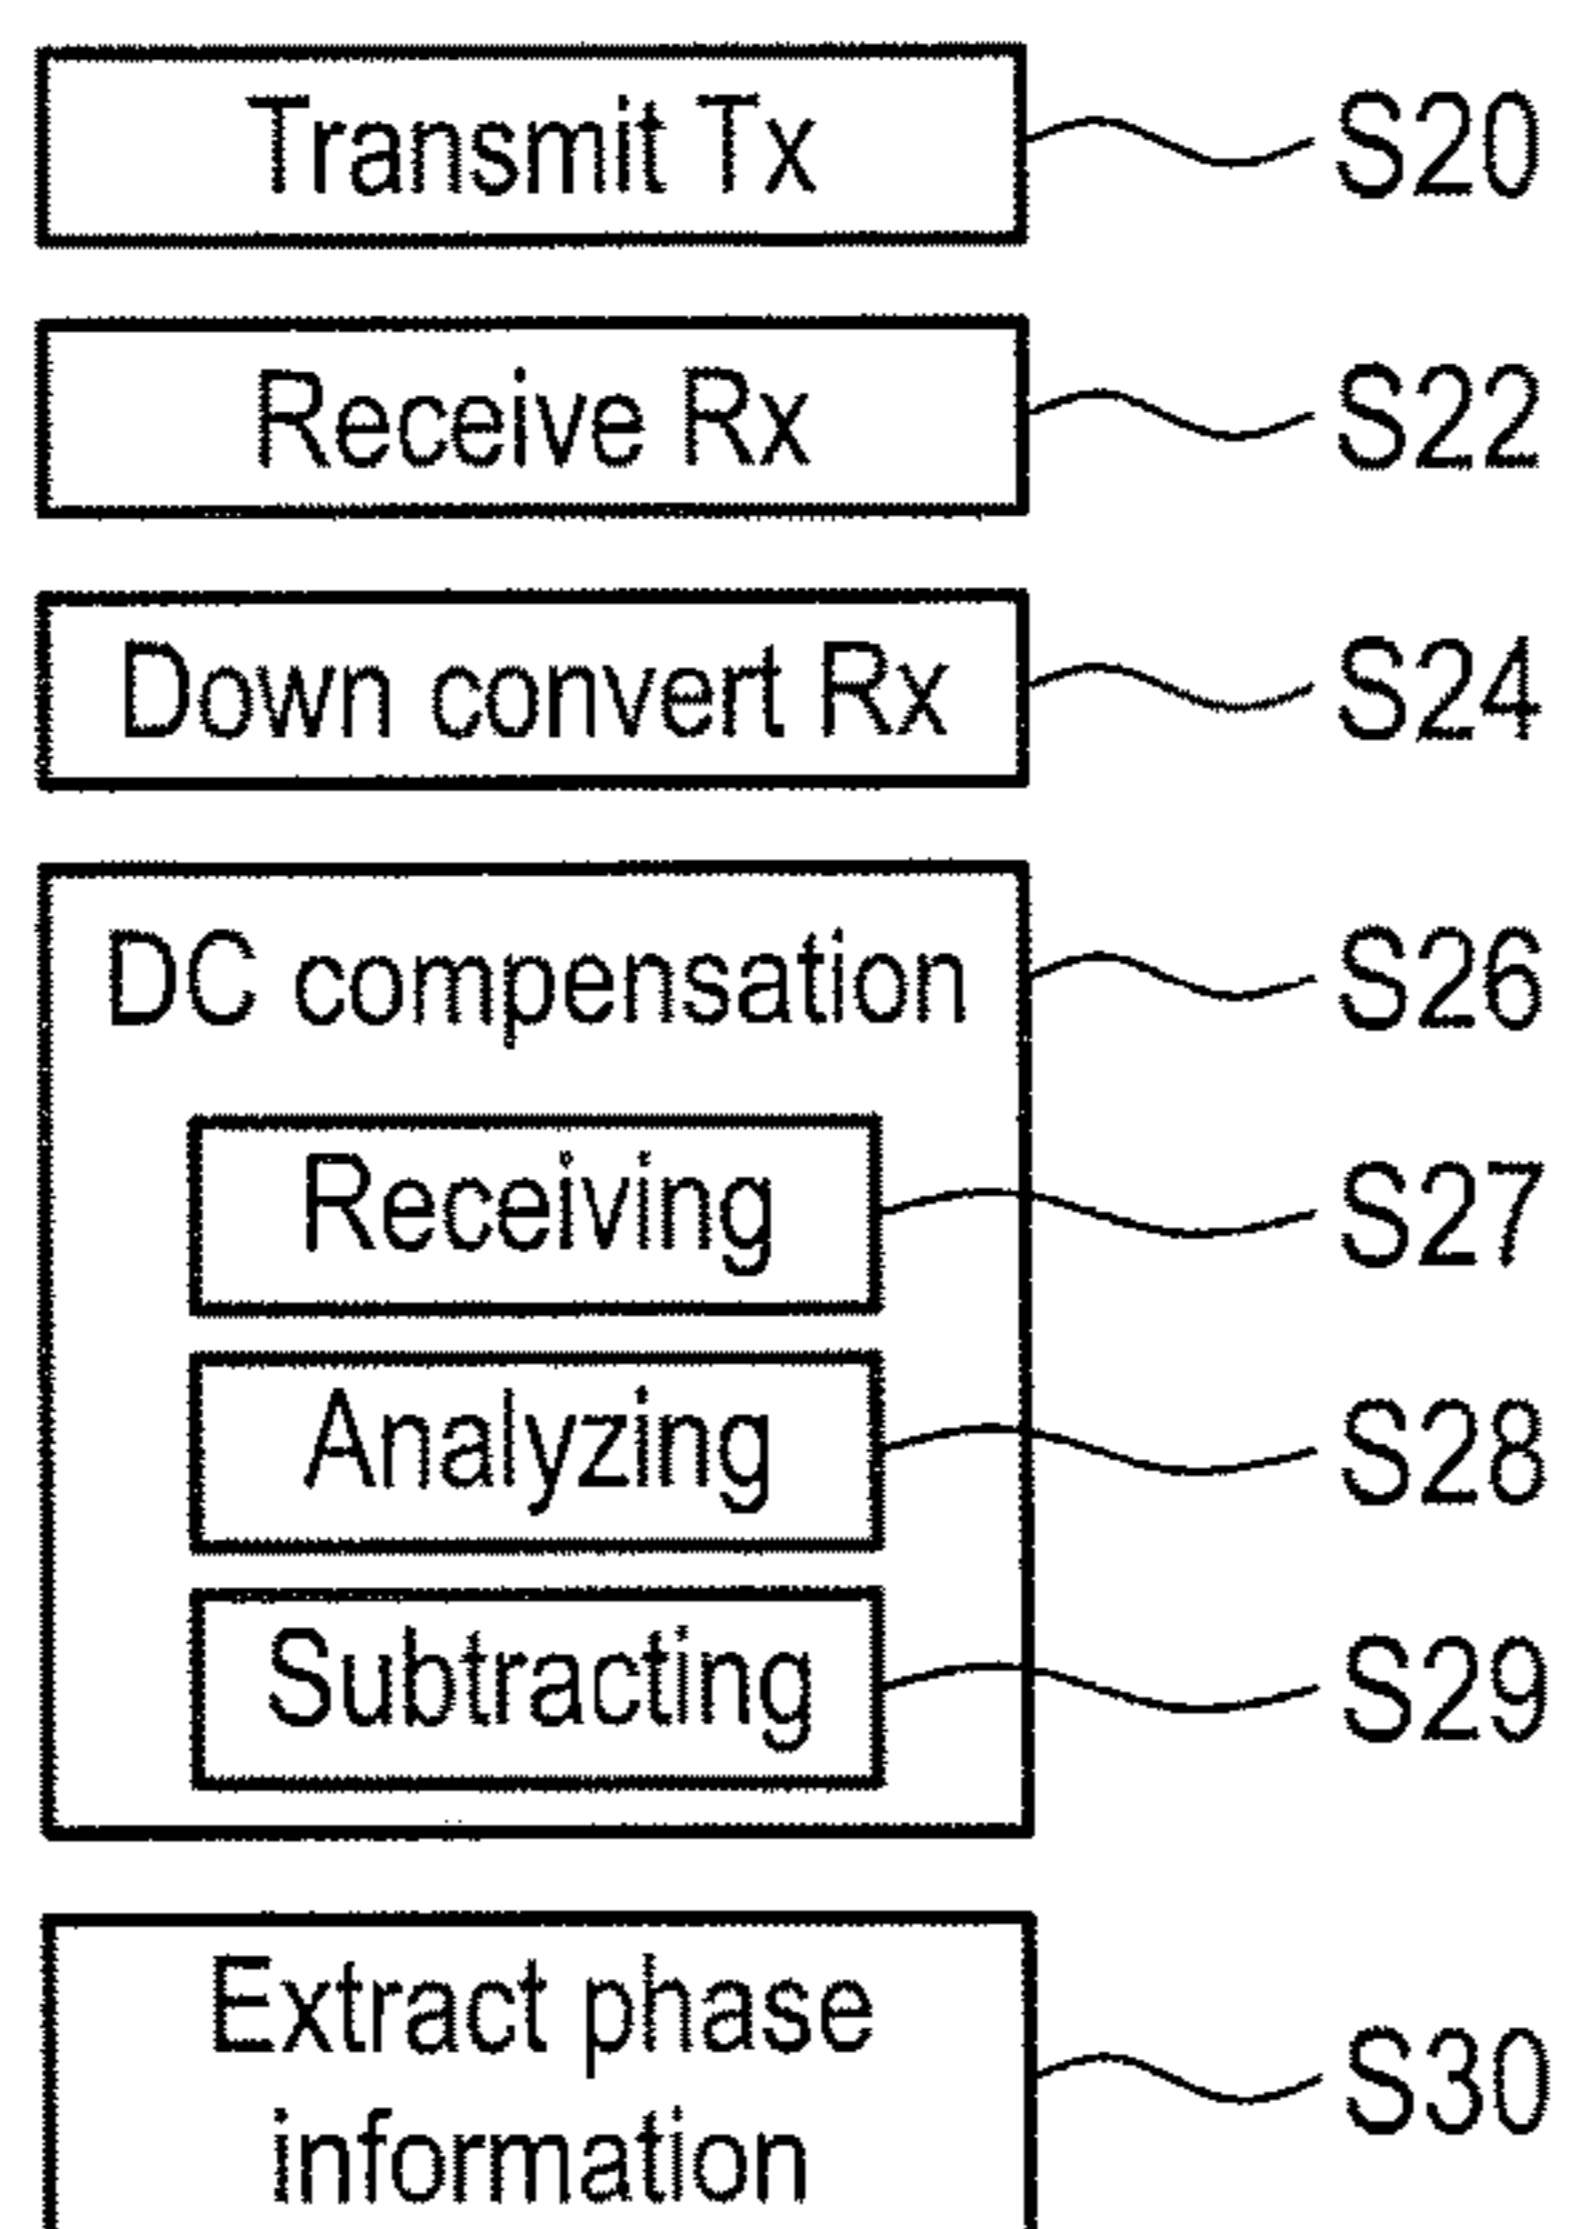 Transmit Tx S20
Receive Rx S22
Down convert Rx S24
DC compensation S26
Receiving S27
Analyzing S28
Subtracting S29
Extract phase
information
S30